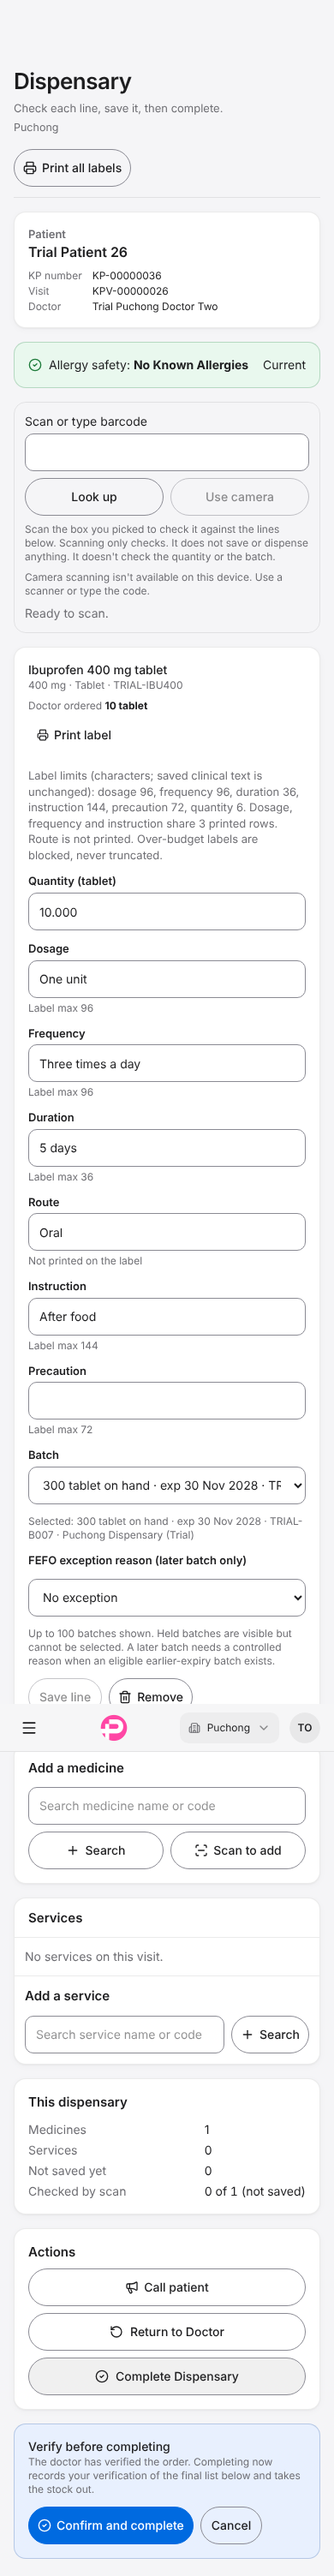 Dispensary
Check each line, save it, then complete.
Puchong
Print all labels
Patient
Trial Patient 26
KP number KP-00000036
Visit KPV-00000026
Doctor Trial Puchong Doctor Two
Allergy safety: No Known Allergies Current
Scan or type barcode
Look up Use camera
Scan the box you picked to check it against the lines
below. Scanning only checks. It does not save or dispense
anything. It doesn't check the quantity or the batch.
Camera scanning isn't available on this device. Use a
scanner or type the code.
Ready to scan.
Ibuprofen 400 mg tablet
400 mg · Tablet · TRIAL-IBU400
Doctor ordered 10 tablet
Print label
Label limits (characters; saved clinical text is
unchanged): dosage 96, frequency 96, duration 36,
instruction 144, precaution 72, quantity 6. Dosage,
frequency and instruction share 3 printed rows.
Route is not printed. Over-budget labels are
blocked, never truncated.
Quantity (tablet)
10.000
Dosage
One unit
Label max 96
Frequency
Three times a day
Label max 96
Duration
5 days
Label max 36
Route
Oral
Not printed on the label
Instruction
After food
Label max 144
Precaution
Label max 72
Batch
300 tablet on hand · exp 30 Nov 2028 · TR
Selected: 300 tablet on hand · exp 30 Nov 2028 · TRIAL-
B007 · Puchong Dispensary (Trial)
FEFO exception reason (later batch only)
No exception
Up to 100 batches shown. Held batches are visible but
cannot be selected. A later batch needs a controlled
reason when an eligible earlier-expiry batch exists.
Save line Remove
Puchong TO
Add a medicine
Search medicine name or code
Search Scan to add
Services
No services on this visit.
Add a service
Search service name or code Search
This dispensary
Medicines 1
Services 0
Not saved yet 0
Checked by scan 0 of 1 (not saved)
Actions
Call patient
Return to Doctor
Complete Dispensary
Verify before completing
The doctor has verified the order. Completing now
records your verification of the final list below and takes
the stock out.
Confirm and complete Cancel